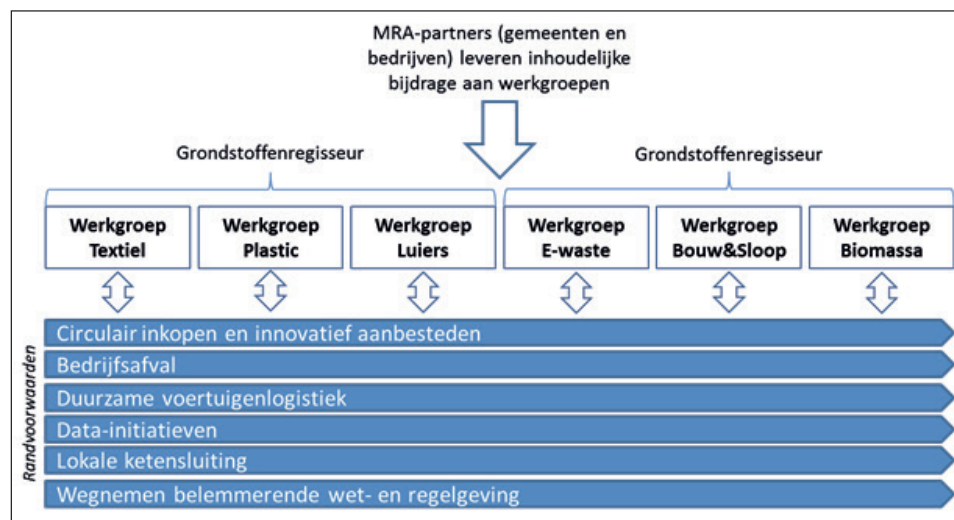 MRA-partners (gemeenten en
bedrijven) leveren inhoudelijke
bijdrage aan werkgroepen
Grondstoffenregisseur
Grondstoffenregisseur
Werkgroep
Textiel
Werkgroep
Plastic
Werkgroep
Luiers
Werkgroep
E-waste
Werkgroep
Bouw&Sloop
Werkgroep
Biomassa
Randvoorwaarden
Circulair inkopen en innovatief aanbesteden
Bedrijfsafval
Duurzame voertuigenlogistiek
Data-initiatieven
Lokale ketensluiting
Wegnemen belemmerende wet- en regelgeving